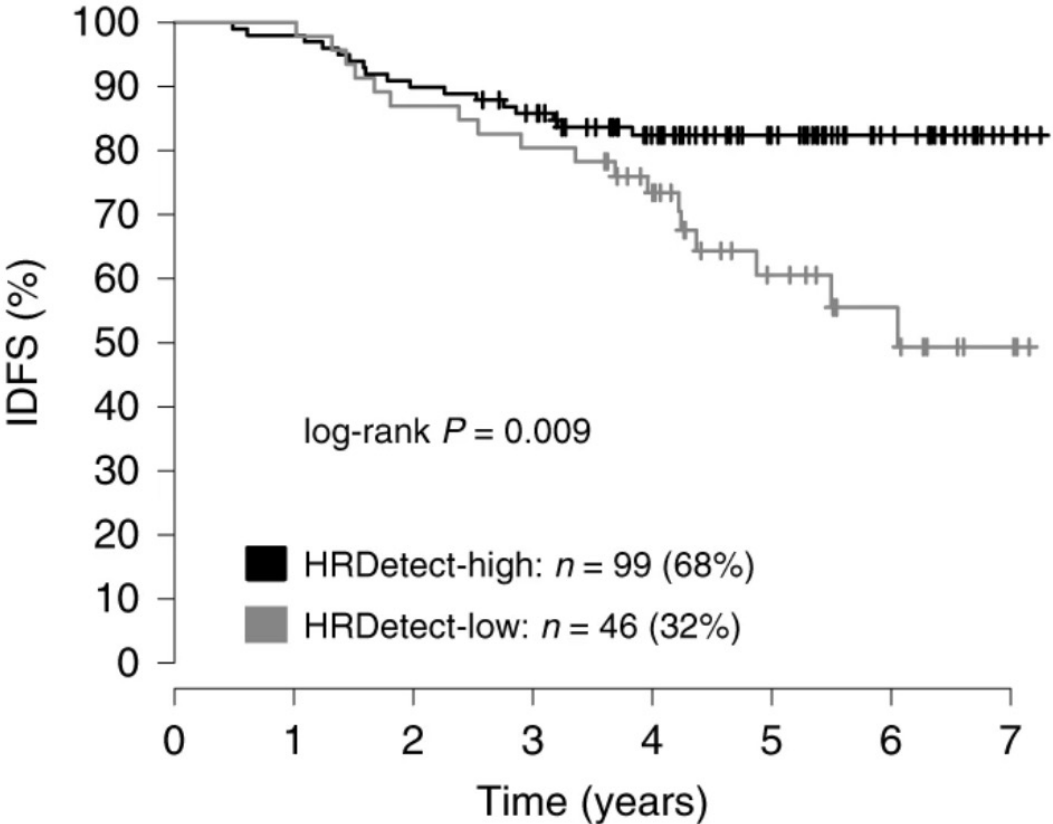 100
90
80
70
60
50
40
30
20
10
0
IDFS (%)
log-rank P = 0.009
HRDetect-high: n = 99 (68%)
HRDetect-low: n = 46 (32%)
0 1 2 3 4 5 6 7
Time (years)